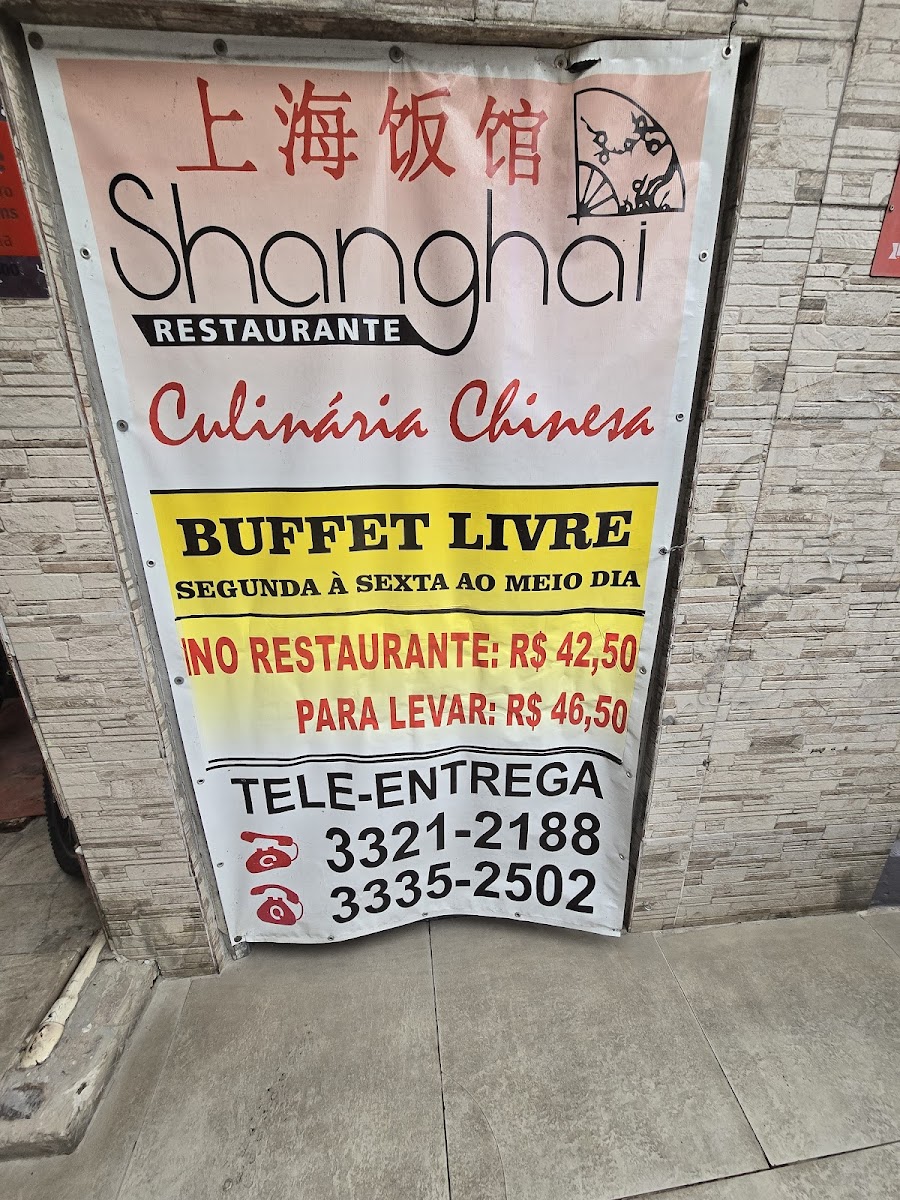 上海饭馆
Shanghai
RESTAURANTE
Culinária Chinesa
BUFFET LIVRE
SEGUNDA À SEXTA AO MEIO DIA
NO RESTAURANTE: R$ 42,50
PARA LEVAR: R$ 46,50
TELE-ENTREGA
3321-2188
3335-2502